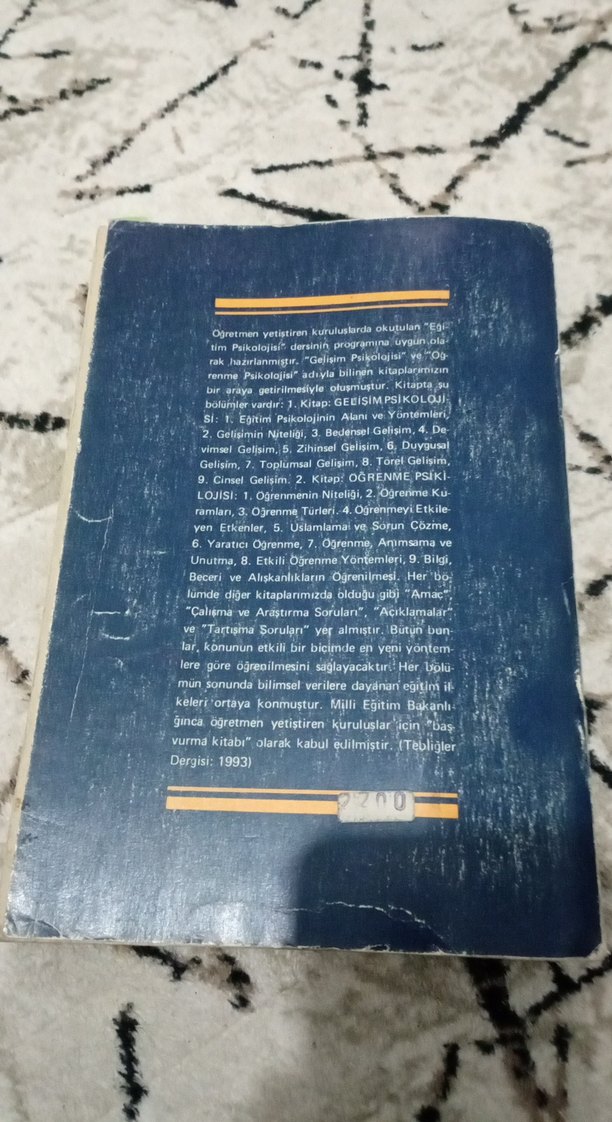 Öğretmen yetiştiren kuruluslarda okutulan "Eği-
tim Psikolojisi" dersinin programına uygun ola-
rak hazırlanmıştır. "Gelişim Psikolojisi" ve "Öğ-
renme Psikolojisi" adıyla bilinen kitaplarımızın
bir araya getirilmesiyle oluşmuştur. Kitapta şu
bölümler vardır: 1. Kitap: GELİŞİM PSİKOLOJİ-
Sİ: 1. Eğitim Psikolojinin Alanı ve Yöntemleri,
2. Gelişimin Niteliği, 3. Bedensel Gelişim, 4. De-
vimsel Gelişim, 5. Zihinsel Gelişim, 6. Duygusal
Gelişim, 7. Toplumsal Gelişim, 8. Törel Gelişim,
9. Cinsel Gelişim. 2. Kitap: ÖĞRENME PSİKİ-
LOJİSİ: 1. Öğrenmenin Niteliği, 2. Öğrenme Ku-
ramları, 3. Öğrenme Türleri. 4. Öğrenmeyi Etkile-
yen Etkenler, 5. Uslamlama ve Sorun Çözme,
6. Yaratıcı Öğrenme, 7. Öğrenme, Anımsama ve
Unutma, 8. Etkili Öğrenme Yöntemleri, 9. Bilgi,
Beceri ve Alışkanlıkların Öğrenilmesi. Her bö-
lümde diğer kitaplarımızda olduğu gibi "Amaç",
"Çalışma ve Araştırma Soruları", "Açıklamalar"
ve "Tartışma Soruları" yer almıştır. Bütün bun-
lar, konunun etkili bir biçimde en yeni yöntem-
lere göre öğrenilmesini sağlayacaktır. Her bölü-
mün sonunda bilimsel verilere dayanan eğitim il-
keleri ortaya konmuştur. Milli Eğitim Bakanlı-
ğınca öğretmen yetiştiren kuruluslar için "baş-
vurma kitabı" olarak kabul edilmiştir. (Tebliğler
Dergisi: 1993)
2200